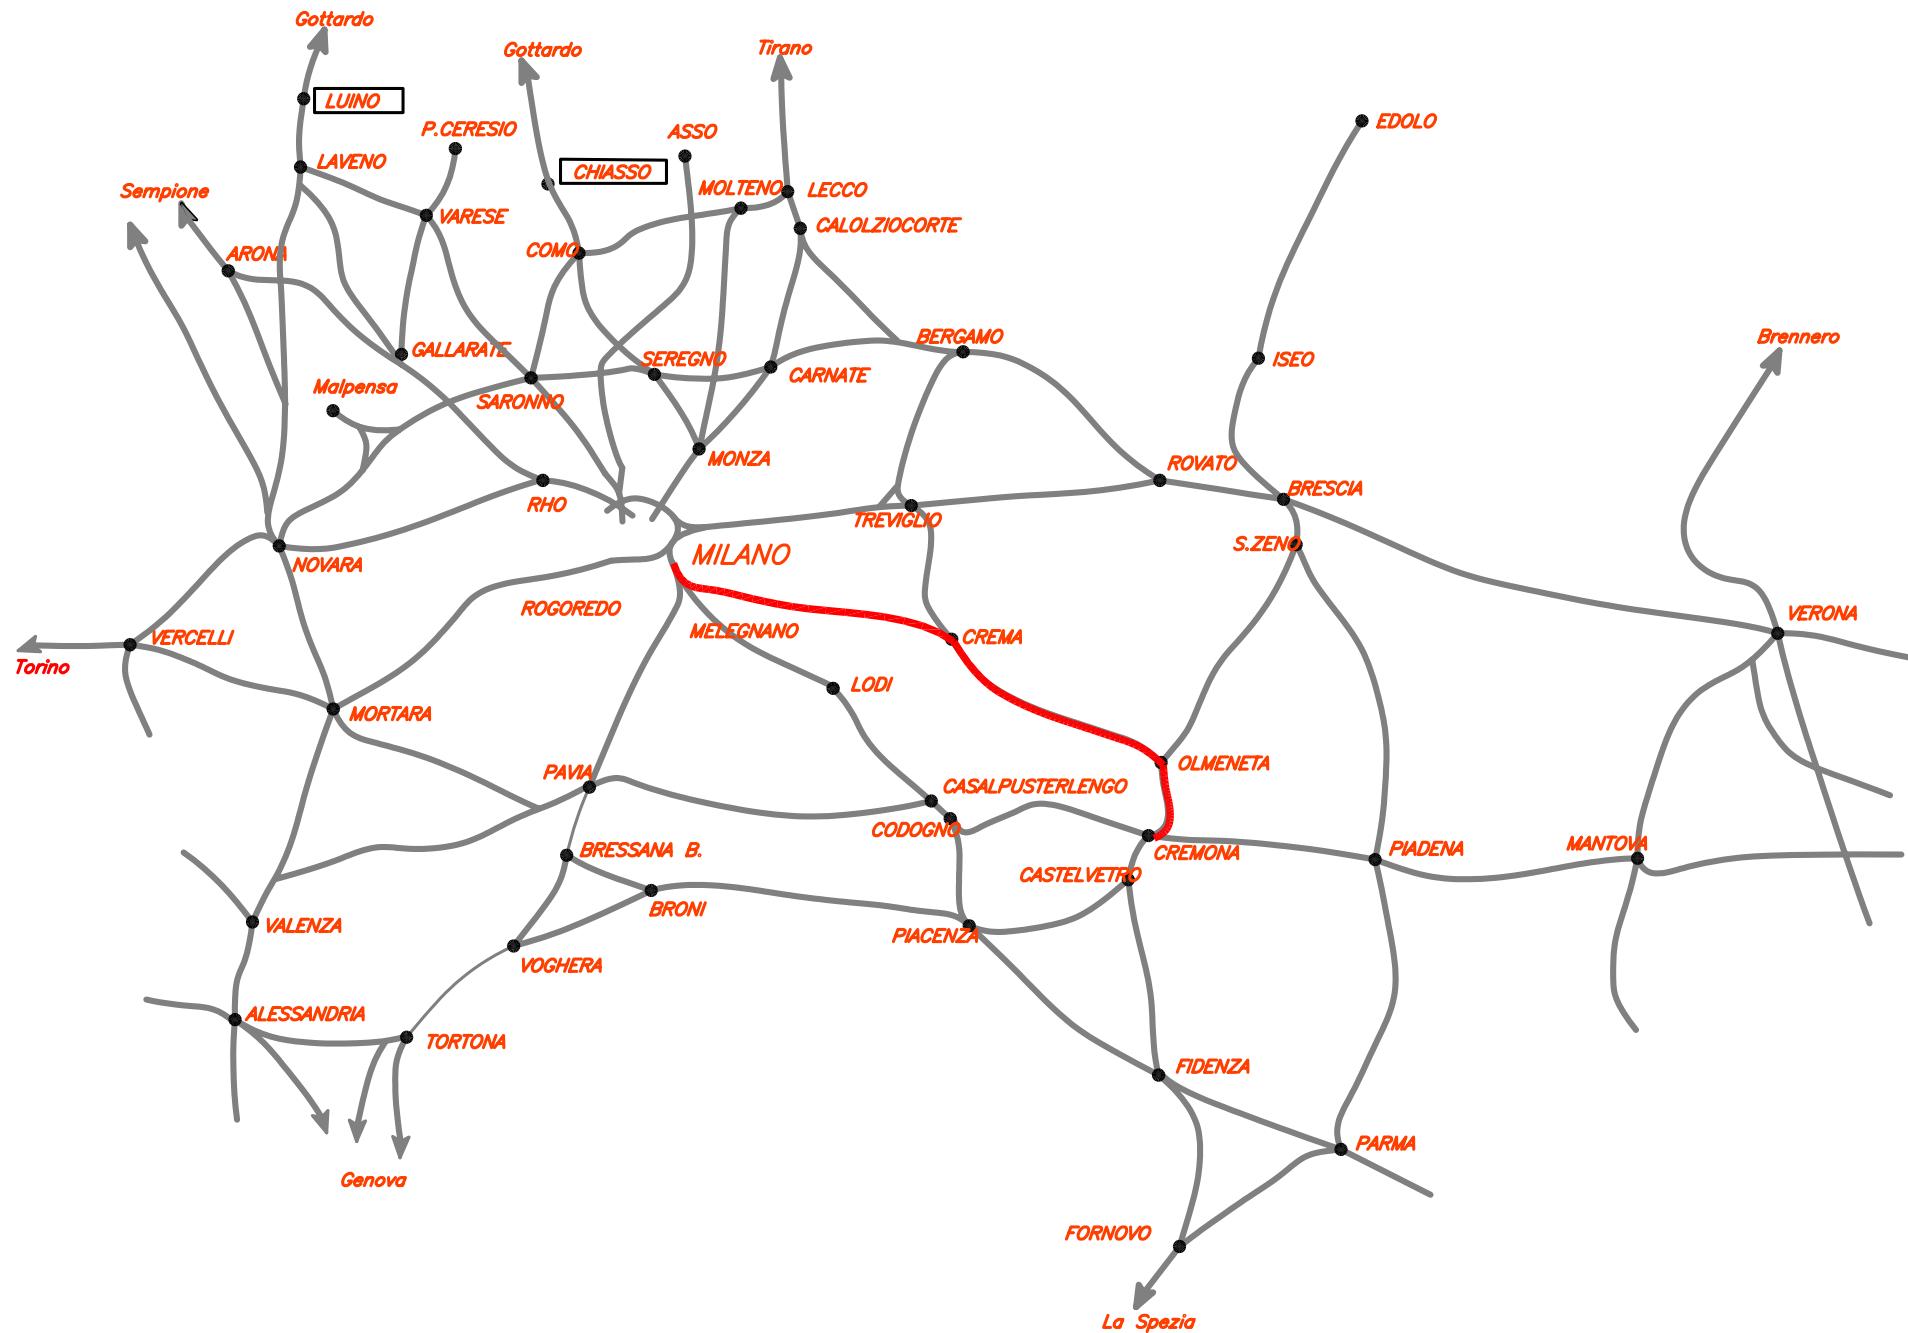 Gottardo
Gottardo
Tirano
LUINO
P.CERESIO
ASSO
EDOLO
LAVENO
CHIASSO
MOLTENO
LECCO
Sempione
VARESE
CALOLZIOCORTE
ARONA
COMO
BERGAMO
Brennero
GALLARATE
SEREGNO
ISEO
Malpensa
CARNATE
SARONNO
MONZA
ROVATO
BRESCIA
RHO
TREVIGLIO
S.ZENO
MILANO
NOVARA
ROGOREDO
VERONA
VERCELLI
MELEGNANO
CREMA
Torino
LODI
MORTARA
OLMENETA
PAVIA
CASALPUSTERLENGO
CODOGNO
MANTOVA
BRESSANA B.
CREMONA
PIADENA
CASTELVETRO
BRONI
VALENZA
PIACENZA
VOGHERA
ALESSANDRIA
TORTONA
FIDENZA
PARMA
Genova
FORNOVO
La Spezia